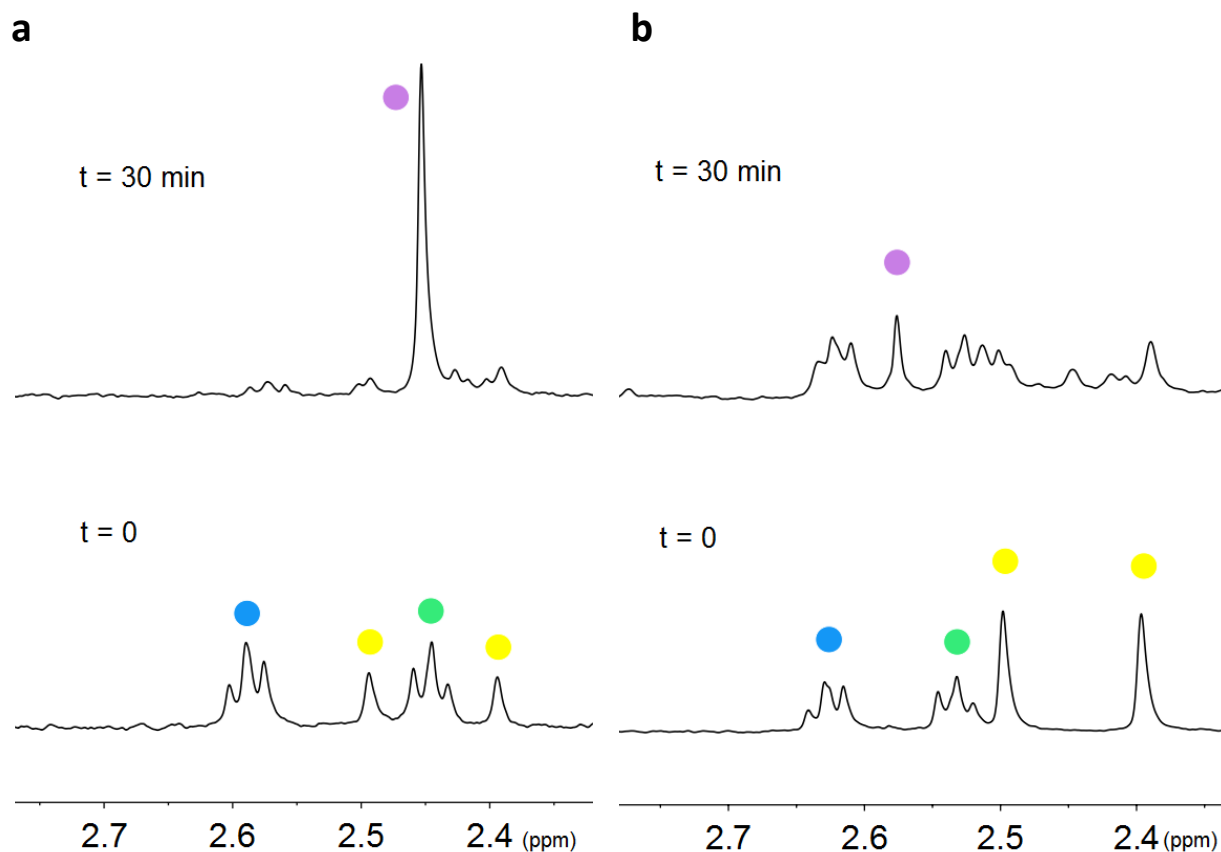 a
t = 30 min
t = 0
2.7 2.6 2.5 2.4 (ppm)
b
t = 30 min
t = 0
2.7 2.6 2.5 2.4 (ppm)